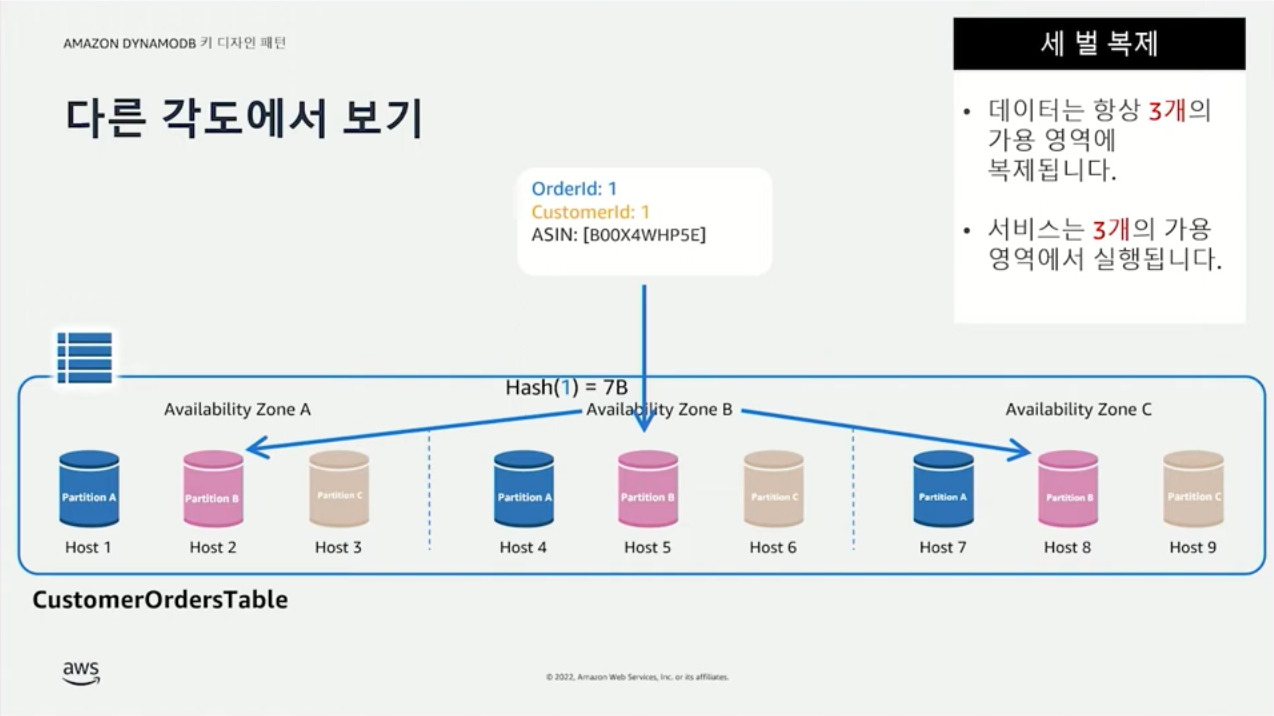 AMAZON DYNAMODB 키 디자인 패턴
다른 각도에서 보기
세 벌 복제
• 데이터는 항상 3개의
가용 영역에
복제됩니다.
• 서비스는 3개의 가용
영역에서 실행됩니다.
OrderId: 1
CustomerId: 1
ASIN: [B00X4WHP5E]
Hash(1) = 7B
Availability Zone A
Availability Zone B
Availability Zone C
Partition A
Partition B
Partition C
Partition A
Partition B
Partition C
Partition A
Partition B
Partition C
Host 1
Host 2
Host 3
Host 4
Host 5
Host 6
Host 7
Host 8
Host 9
CustomerOrdersTable
aws
© 2022, Amazon Web Services, Inc. or its affiliates.